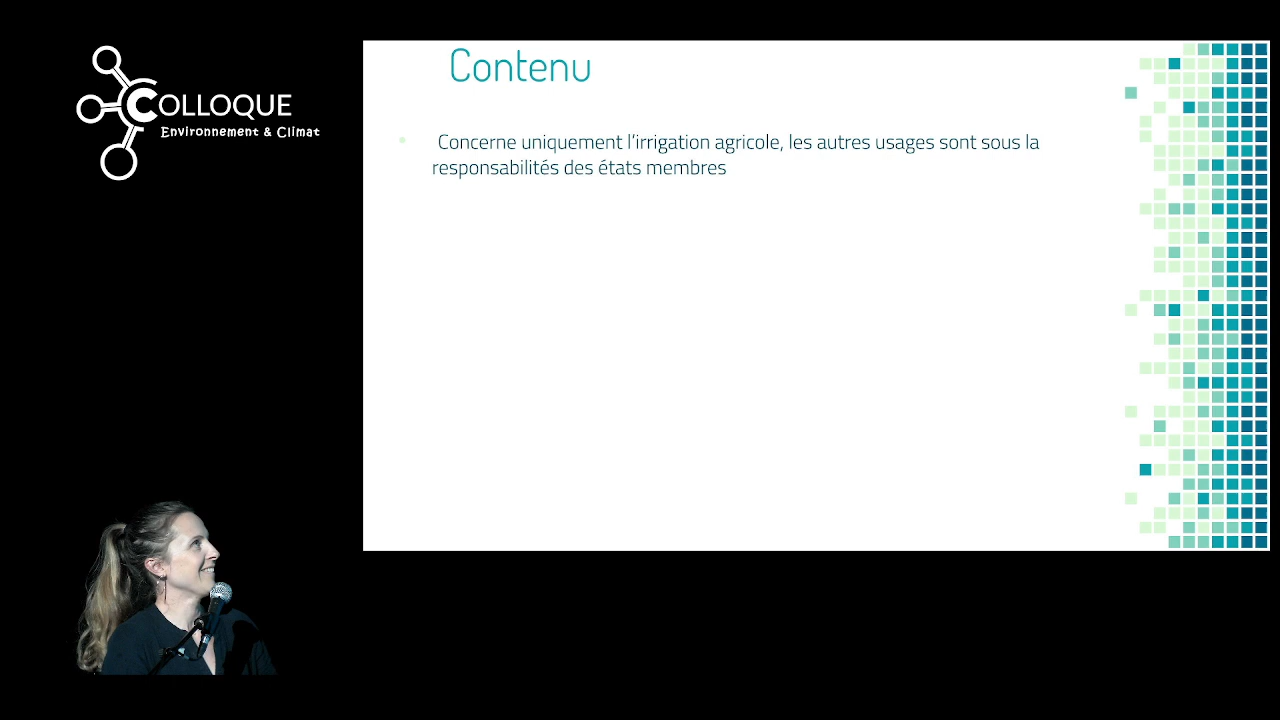 COLLOQUE
Environnement & Climat
Contenu
Concerne uniquement l'irrigation agricole, les autres usages sont sous la
responsabilités des états membres